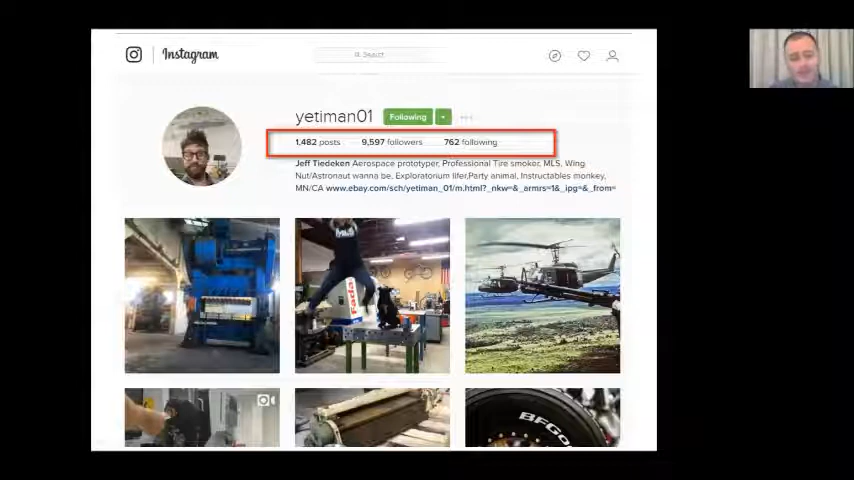 Instagram
Search
yetiman01 Following
1,482 posts 9,597 followers 762 following
Jeff Tiedeken Aerospace prototyper, Professional Tire smoker, MLS, Wing
Nut/Astronaut wanna be, Exploratorium lifer,Party animal, Instructables monkey,
MN/CA www.ebay.com/sch/yetiman_01/m.html?_nkw=&_armrs=1&_ipg=&_from=
Fada
BFGo